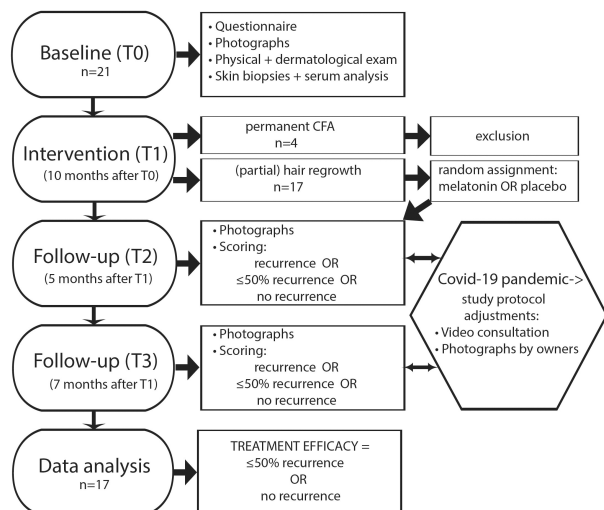 Baseline (T0)
n=21
• Questionnaire
• Photographs
• Physical + dermatological exam
• Skin biopsies + serum analysis
Intervention (T1)
(10 months after T0)
permanent CFA
n=4
exclusion
(partial) hair regrowth
n=17
random assignment:
melatonin OR placebo
Follow-up (T2)
(5 months after T1)
• Photographs
• Scoring:
recurrence OR
≤50% recurrence OR
no recurrence
Covid-19 pandemic->
study protocol
adjustments:
• Video consultation
• Photographs by owners
Follow-up (T3)
(7 months after T1)
• Photographs
• Scoring:
recurrence OR
≤50% recurrence OR
no recurrence
Data analysis
n=17
TREATMENT EFFICACY =
≤50% recurrence
OR
no recurrence